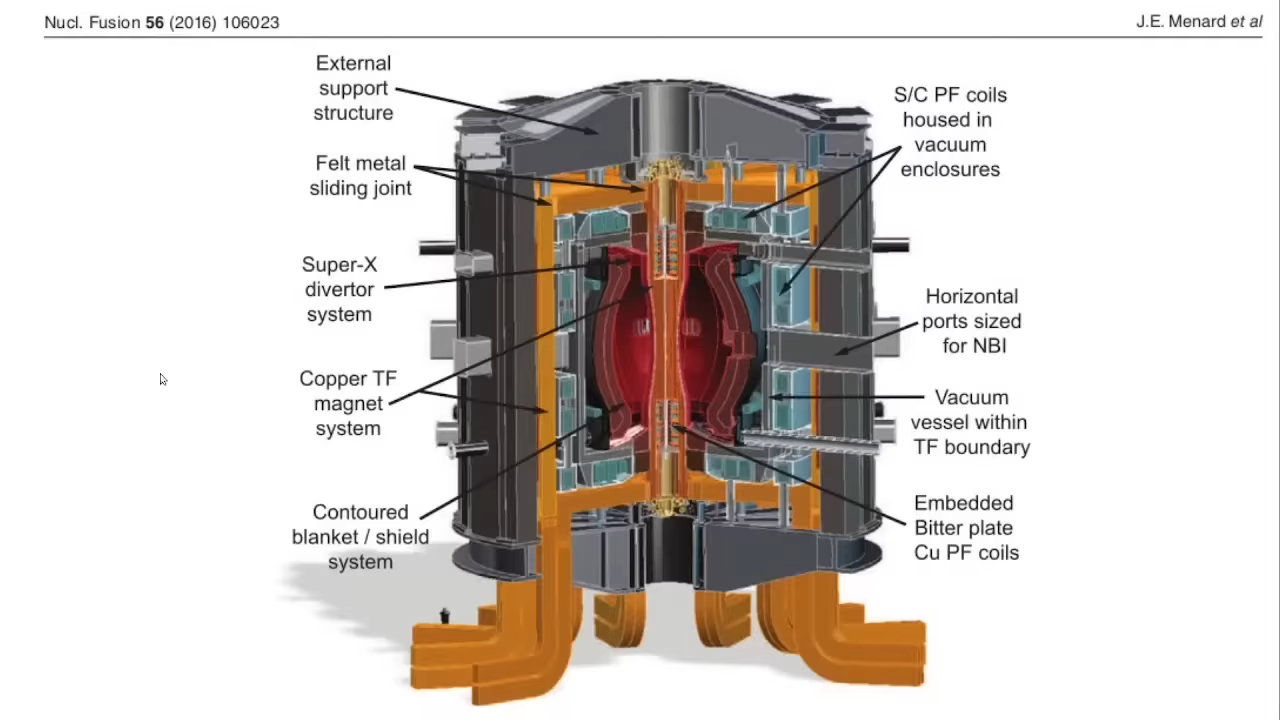 Nucl. Fusion 56 (2016) 106023
J.E. Menard et al
External
support
structure
Felt metal
sliding joint
Super-X
divertor
system
Copper TF
magnet
system
Contoured
blanket / shield
system
S/C PF coils
housed in
vacuum
enclosures
Horizontal
ports sized
for NBI
Vacuum
vessel within
TF boundary
Embedded
Bitter plate
Cu PF coils